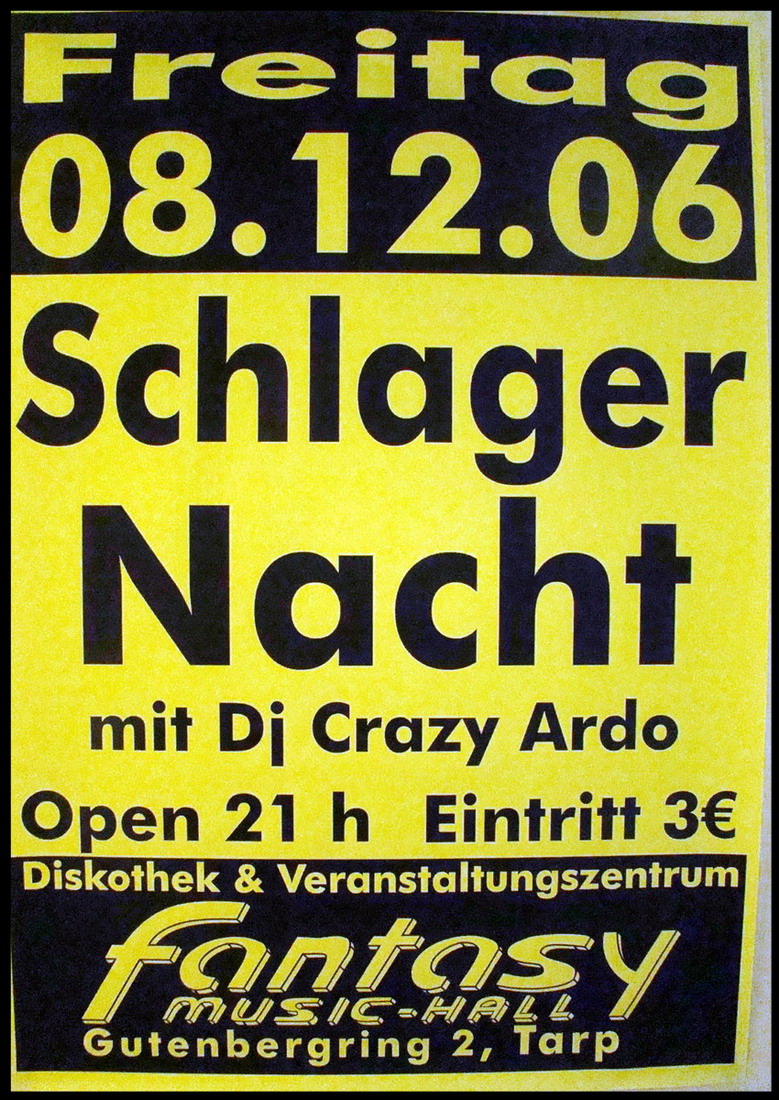 Freitag
08.12.06
Schlager
Nacht
mit Dj Crazy Ardo
Open 21 h Eintritt 3€
Diskothek & Veranstaltungszentrum
fantasy
MUSIC-HALL
Gutenbergring 2, Tarp